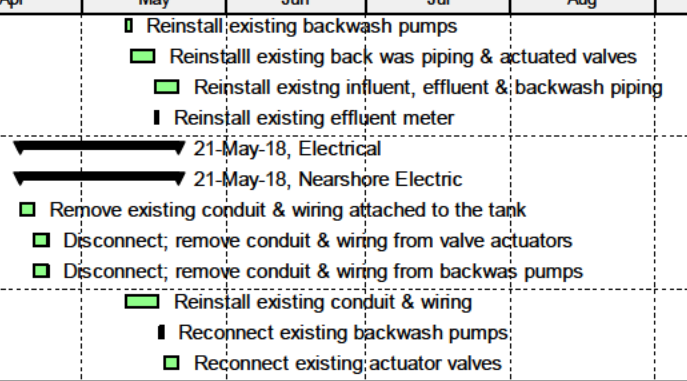 Apr May Jun Jul Aug
Reinstall existing backwash pumps
Reinstalll existing back was piping & actuated valves
Reinstall existng influent, effluent & backwash piping
Reinstall existing effluent meter
21-May-18, Electrical
21-May-18, Nearshore Electric
Remove existing conduit & wiring attached to the tank
Disconnect; remove conduit & wiring from valve actuators
Disconnect; remove conduit & wiring from backwas pumps
Reinstall existing conduit & wiring
Reconnect existing backwash pumps
Reconnect existing actuator valves